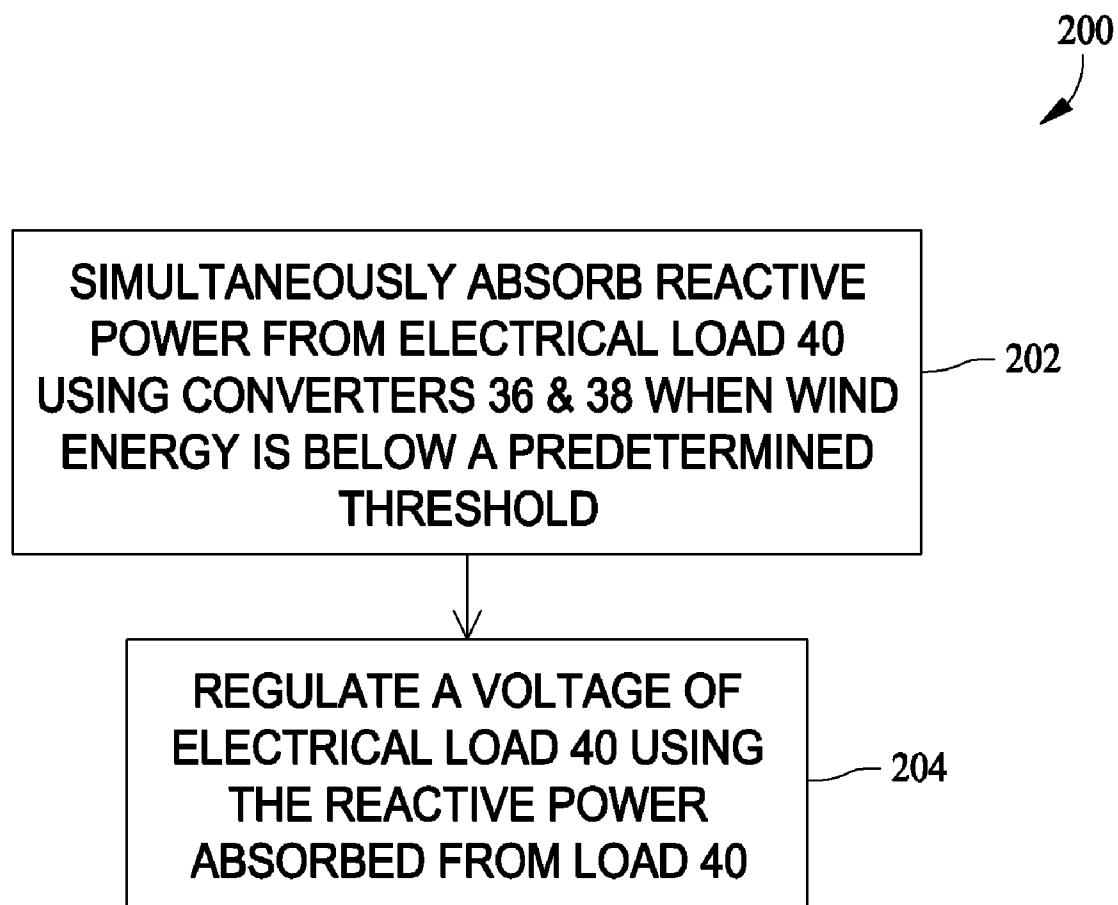 200
SIMULTANEOUSLY ABSORB REACTIVE
POWER FROM ELECTRICAL LOAD 40
USING CONVERTERS 36 & 38 WHEN WIND
ENERGY IS BELOW A PREDETERMINED
THRESHOLD
202
REGULATE A VOLTAGE OF
ELECTRICAL LOAD 40 USING
THE REACTIVE POWER
ABSORBED FROM LOAD 40
204